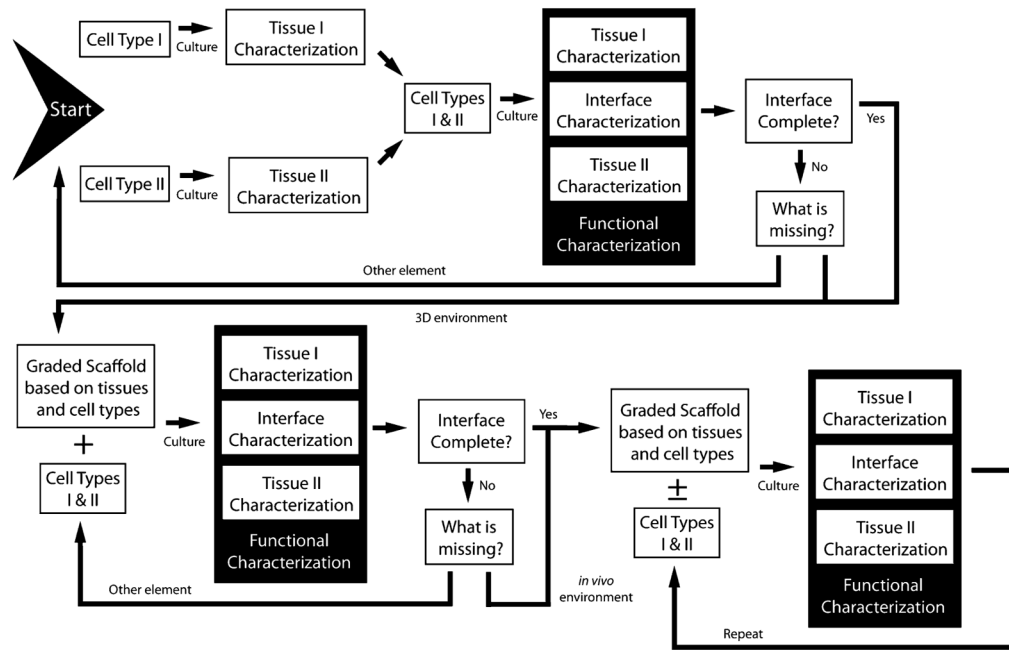 Start
Cell Type I
Culture
Tissue I
Characterization
Cell Type II
Culture
Tissue II
Characterization
Cell Types
I & II
Culture
Tissue I
Characterization
Interface
Characterization
Tissue II
Characterization
Functional
Characterization
Interface
Complete?
Yes
No
What is
missing?
Other element
3D environment
Graded Scaffold
based on tissues
and cell types
+
Cell Types
I & II
Culture
Tissue I
Characterization
Interface
Characterization
Tissue II
Characterization
Functional
Characterization
Interface
Complete?
Yes
No
What is
missing?
Other element
in vivo
environment
Graded Scaffold
based on tissues
and cell types
±
Cell Types
I & II
Culture
Tissue I
Characterization
Interface
Characterization
Tissue II
Characterization
Functional
Characterization
Repeat